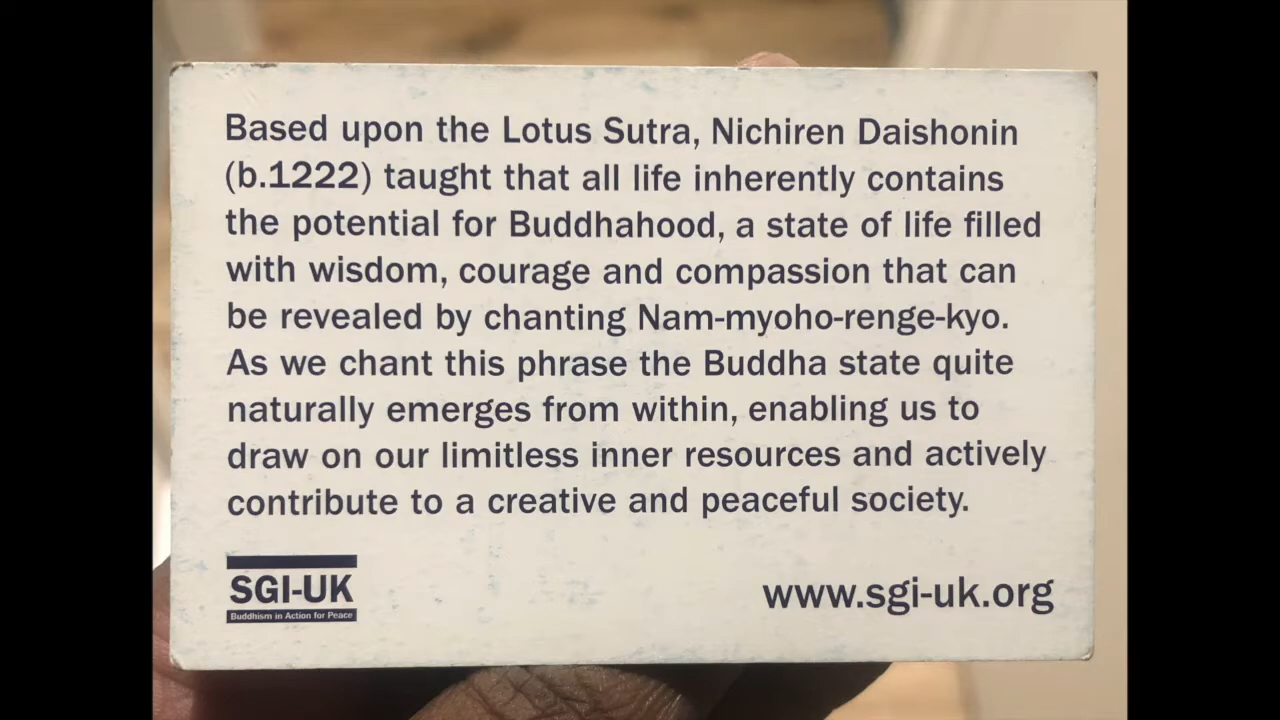 Based upon the Lotus Sutra, Nichiren Daishonin
(b.1222) taught that all life inherently contains
the potential for Buddhahood, a state of life filled
with wisdom, courage and compassion that can
be revealed by chanting Nam-myoho-renge-kyo.
As we chant this phrase the Buddha state quite
naturally emerges from within, enabling us to
draw on our limitless inner resources and actively
contribute to a creative and peaceful society.
SGI-UK
Buddhism in Action for Peace
www.sgi-uk.org